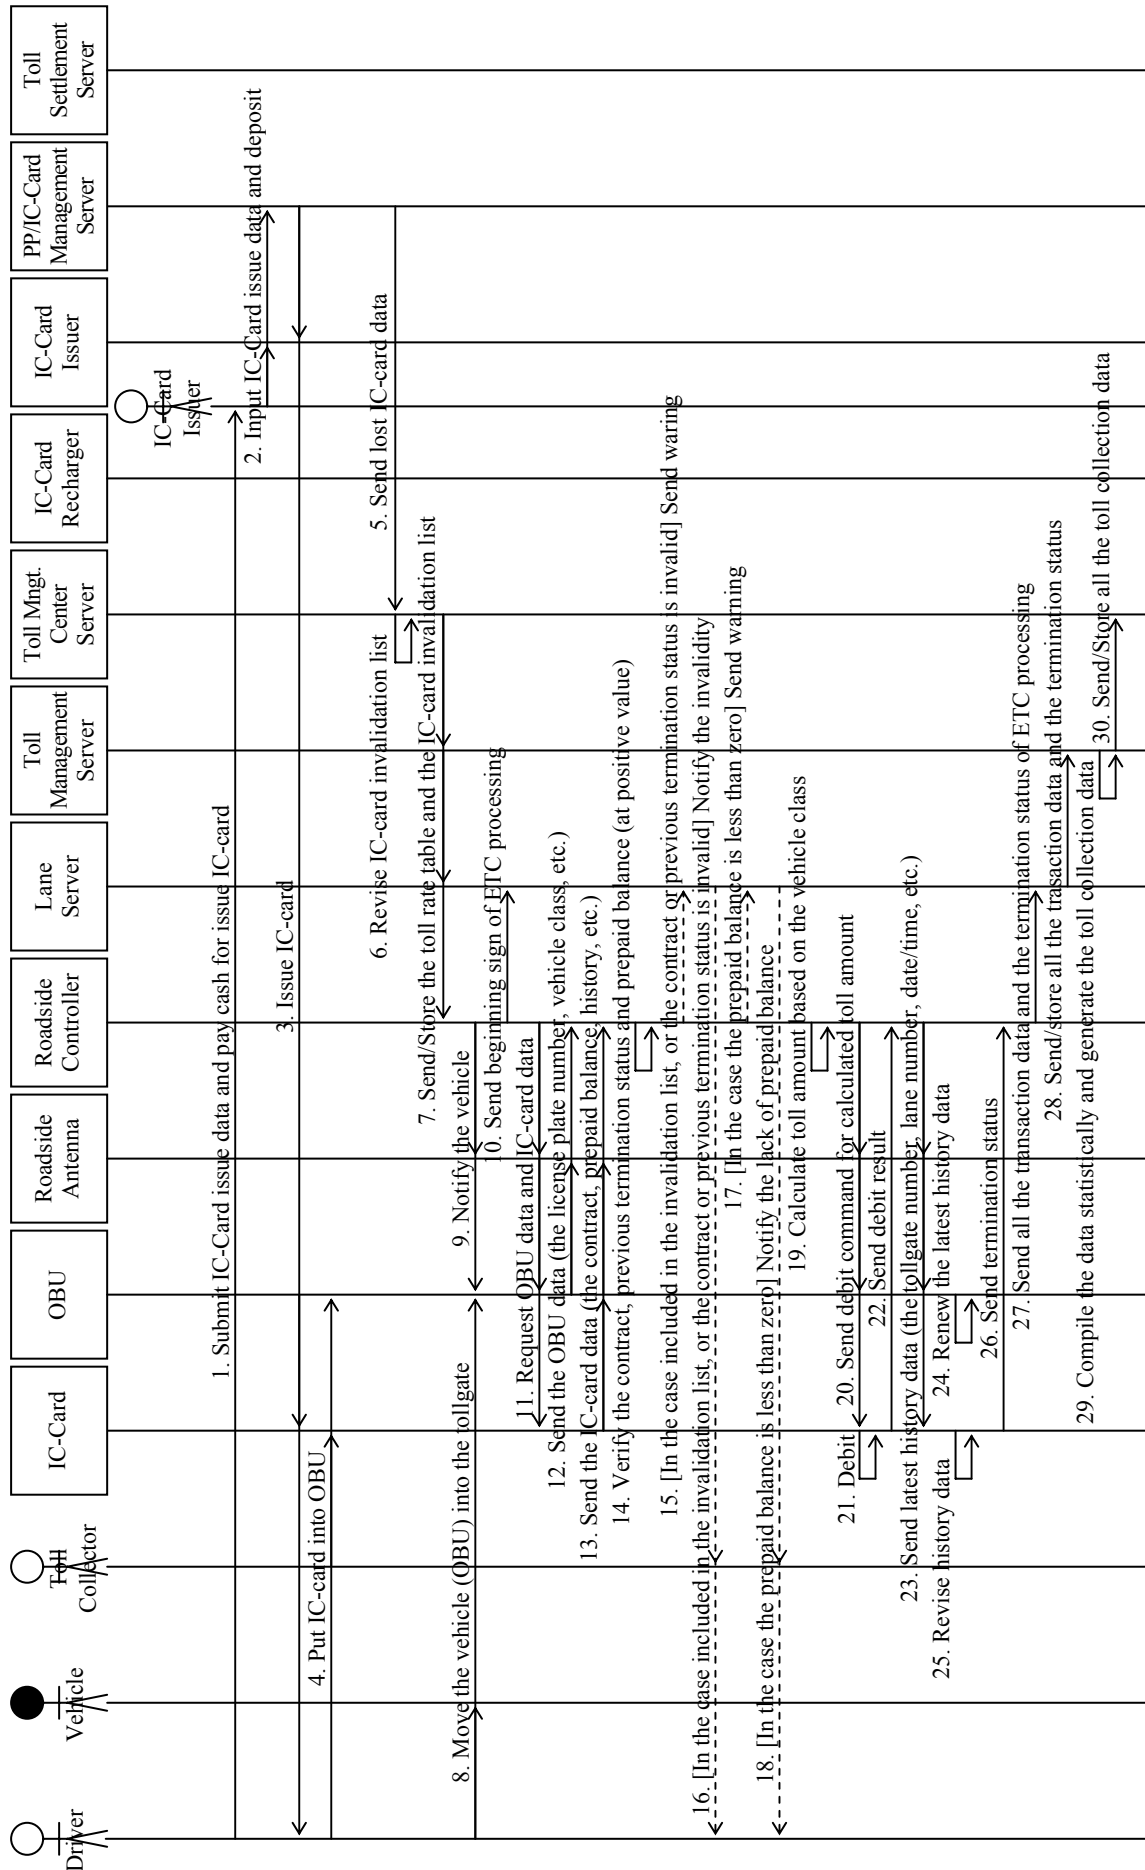 Driver
Vehicle
Toll
Collector
IC-Card
OBU
Roadside
Antenna
Roadside
Controller
Lane
Server
Toll
Management
Server
Toll Mngt.
Center
Server
IC-Card
Recharger
IC-Card
Issuer
IC-Card
Issuer
PP/IC-Card
Management
Server
Toll
Settlement
Server
1. Submit IC-Card issue data and pay cash for issue IC-card
2. Input IC-Card issue data and deposit
3. Issue IC-card
4. Put IC-card into OBU
5. Send lost IC-card data
6. Revise IC-card invalidation list
7. Send/Store the toll rate table and the IC-card invalidation list
8. Move the vehicle (OBU) into the tollgate
9. Notify the vehicle
10. Send beginning sign of ETC processing
11. Request OBU data and IC-card data
12. Send the OBU data (the license plate number, vehicle class, etc.)
13. Send the IC-card data (the contract, prepaid balance, history, etc.)
14. Verify the contract, previous termination status and prepaid balance (at positive value)
15. [In the case included in the invalidation list, or the contract or previous termination status is invalid] Send waring
16. [In the case included in the invalidation list, or the contract or previous termination status is invalid] Notify the invalidity
17. [In the case the prepaid balance is less than zero] Send warning
18. [In the case the prepaid balance is less than zero] Notify the lack of prepaid balance
19. Calculate toll amount based on the vehicle class
20. Send debit command for calculated toll amount
21. Debit
22. Send debit result
23. Send latest history data (the tollgate number, lane number, date/time, etc.)
24. Renew the latest history data
25. Revise history data
26. Send termination status
27. Send all the transaction data and the termination status of ETC processing
28. Send/store all the trasaction data and the termination status
29. Compile the data statistically and generate the toll collection data
30. Send/Store all the toll collection data